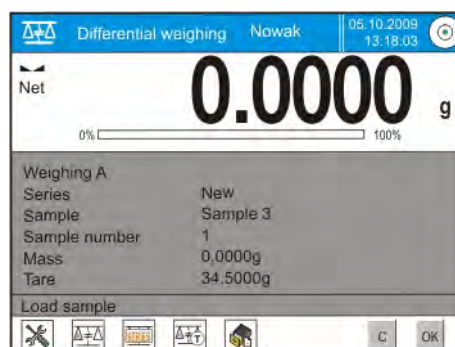 Differential weighing Nowak 05.10.2009
13:18:03
Net
0.0000 g
0% 100%
Weighing A
Series New
Sample Sample 3
Sample number 1
Mass 0,0000g
Tare 34.5000g
Load sample
SERIES T C OK